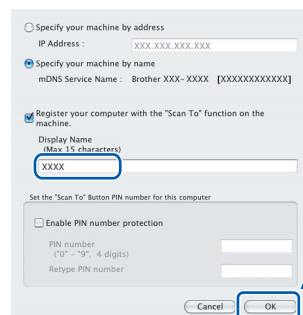 Specify your machine by address
IP Address : XXX.XXX.XXX.XXX
Specify your machine by name
mDNS Service Name : Brother XXX-XXXX [XXXXXXXXXXXX]
Register your computer with the "Scan To" function on the
machine.
Display Name
(Max 15 characters)
XXXX
Set the "Scan To" Button PIN number for this computer
Enable PIN number protection
PIN number
("0" - "9", 4 digits)
Retype PIN number
Cancel OK